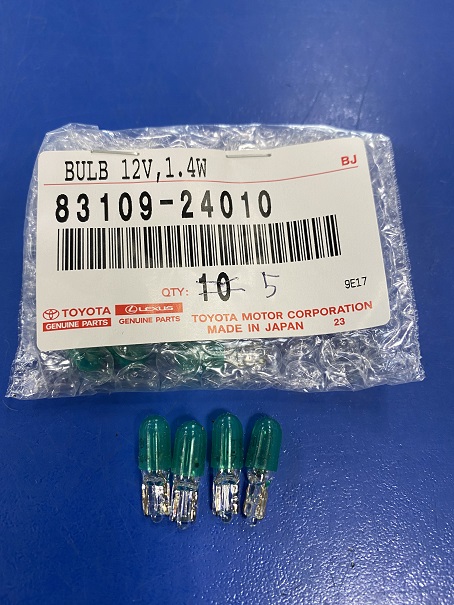 BULB 12V,1.4W
BJ
83109-24010
QTY: 10 5
9E17
TOYOTA
GENUINE PARTS
LEXUS
GENUINE PARTS
TOYOTA MOTOR CORPORATION
MADE IN JAPAN 23